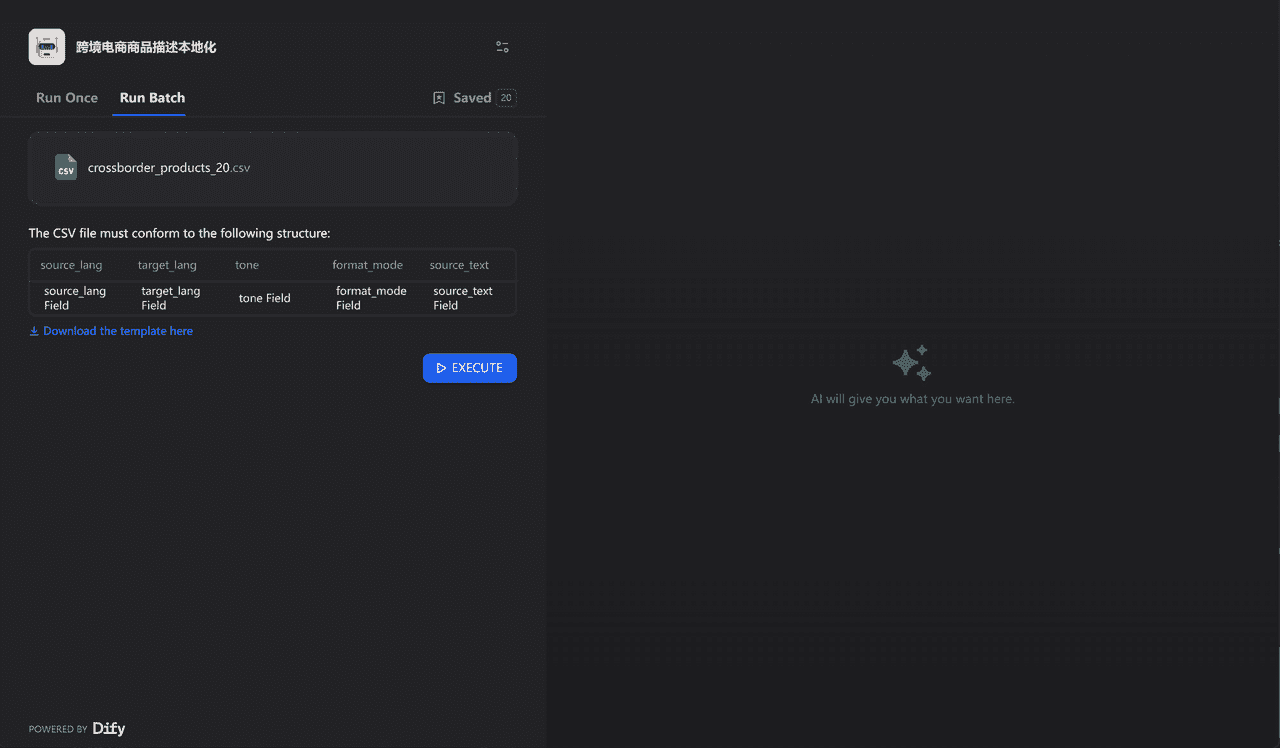 跨境电商商品描述本地化
Run Once
Run Batch
Saved 20
CSV
crossborder_products_20.csv
The CSV file must conform to the following structure:
source_lang target_lang tone format_mode source_text
source_lang Field target_lang Field tone Field format_mode Field source_text Field
Download the template here
EXECUTE
AI will give you what you want here.
POWERED BY Dify